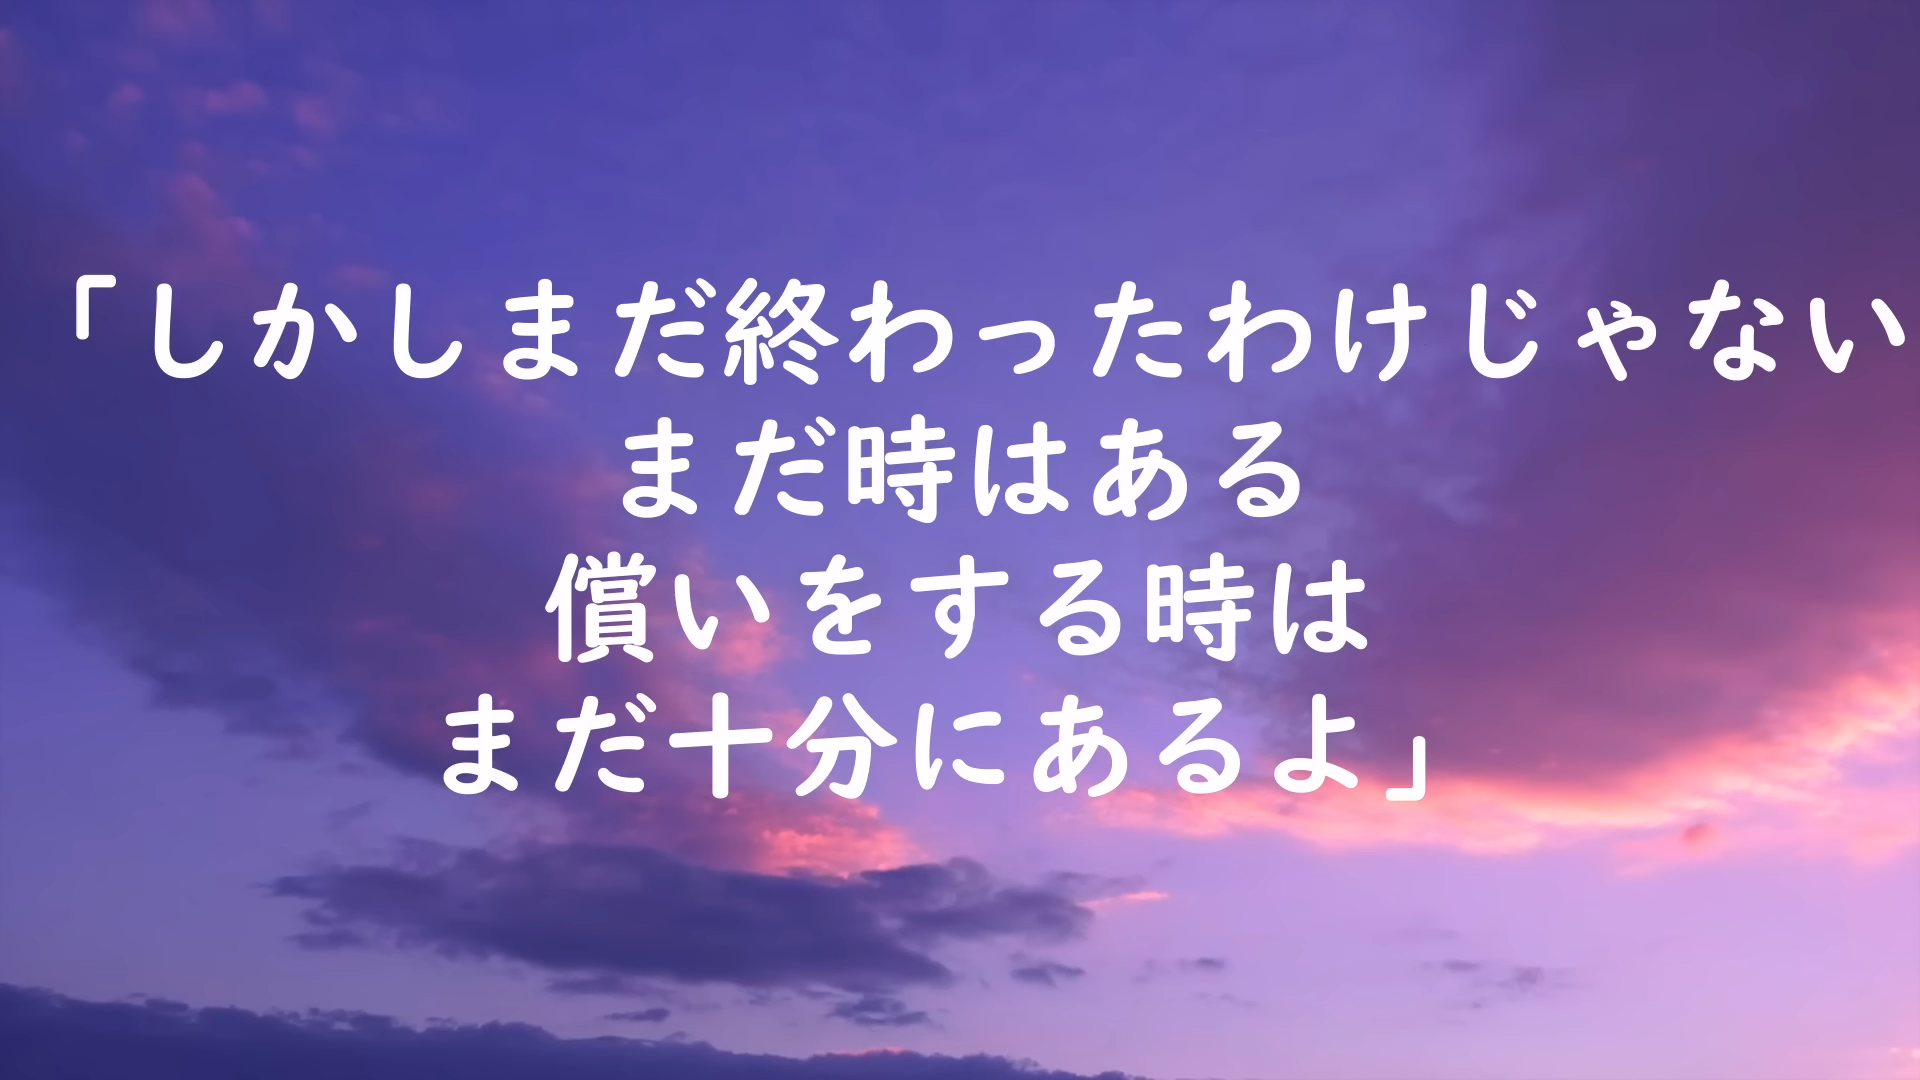 「しかしまだ終わったわけじゃない
まだ時はある
償いをする時は
まだ十分にあるよ」